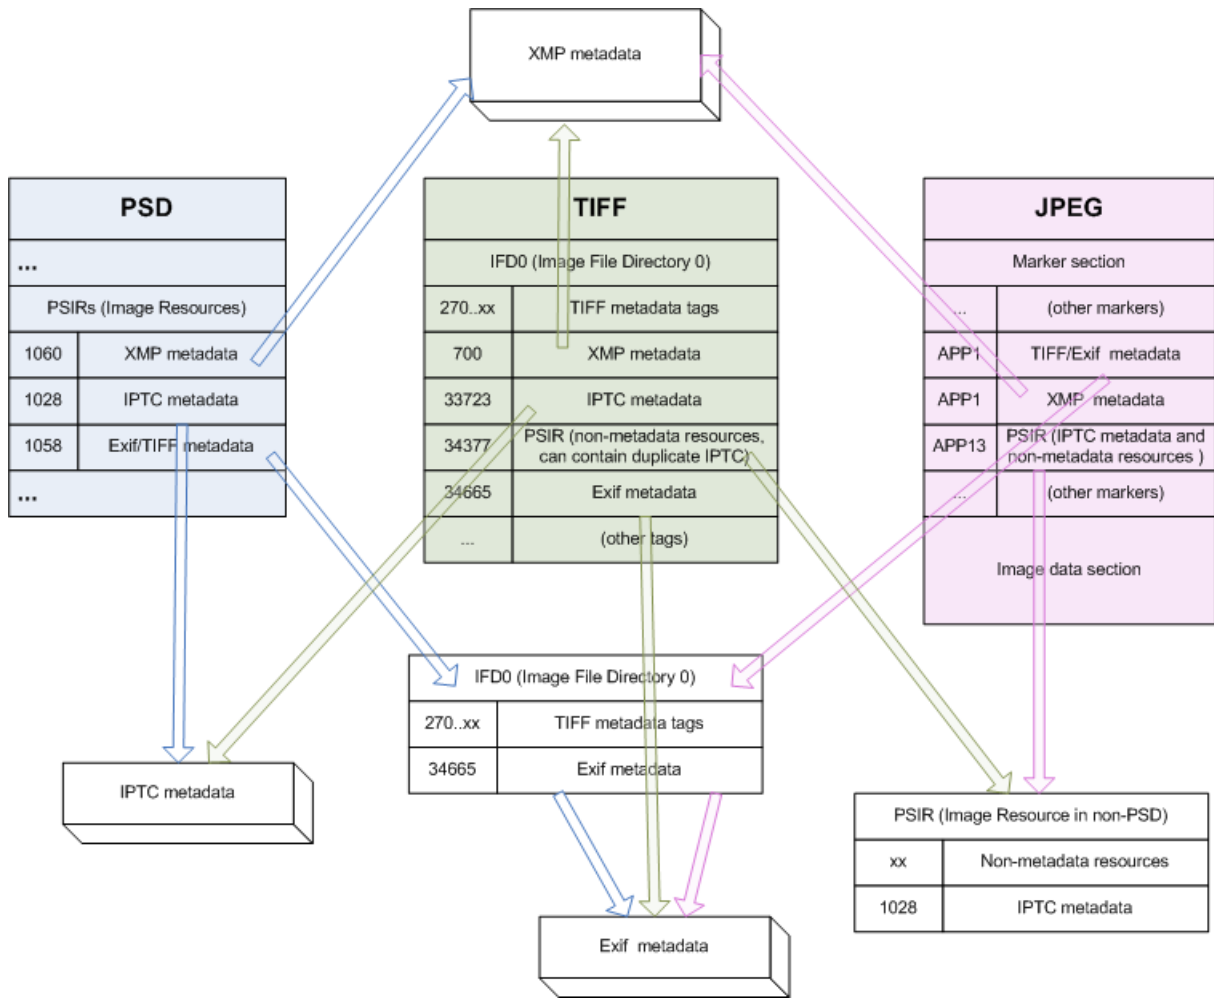 XMP metadata
PSD
...
PSIRs (Image Resources)
1060 XMP metadata
1028 IPTC metadata
1058 Exif/TIFF metadata
...
TIFF
IFD0 (Image File Directory 0)
270..xx TIFF metadata tags
700 XMP metadata
33723 IPTC metadata
34377 PSIR (non-metadata resources,
can contain duplicate IPTC)
34665 Exif metadata
... (other tags)
JPEG
Marker section
... (other markers)
APP1 TIFF/Exif metadata
APP1 XMP metadata
APP13 PSIR (IPTC metadata and
non-metadata resources )
... (other markers)
Image data section
IFD0 (Image File Directory 0)
270..xx TIFF metadata tags
34665 Exif metadata
IPTC metadata
PSIR (Image Resource in non-PSD)
xx Non-metadata resources
1028 IPTC metadata
Exif metadata